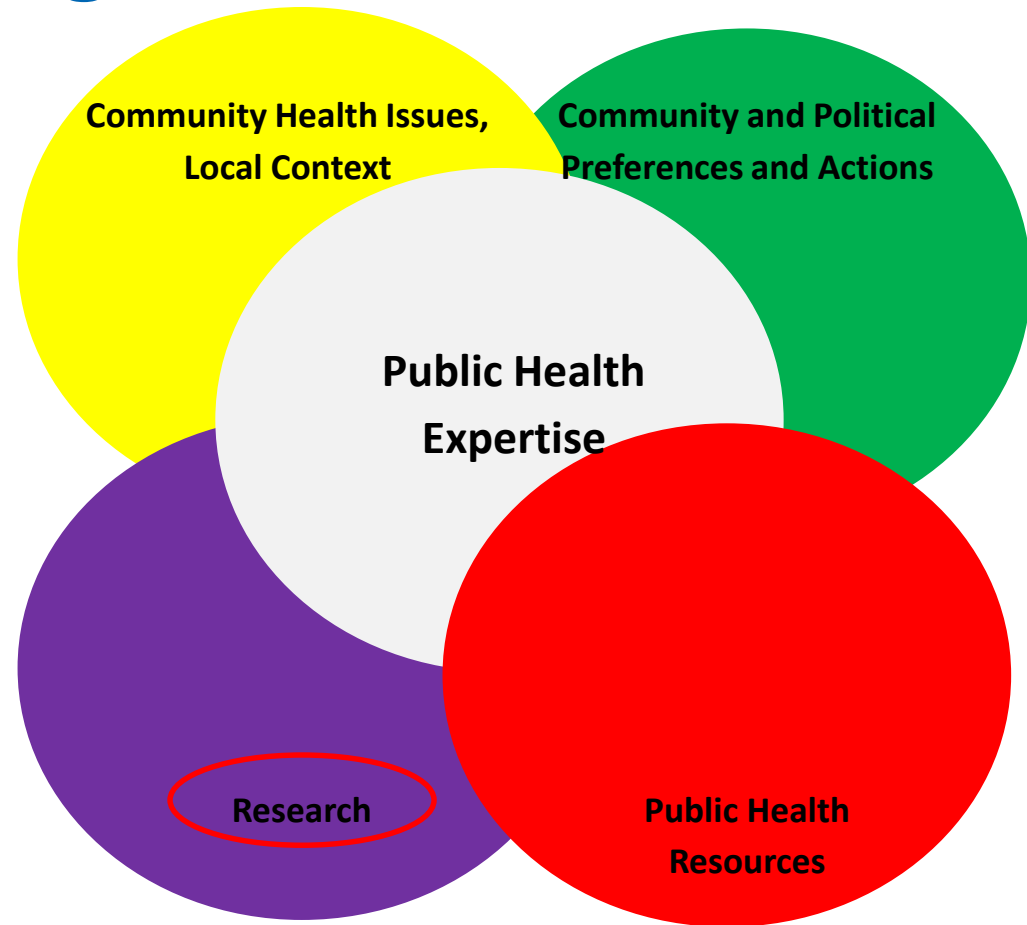 Community Health Issues,
Local Context
Community and Political
Preferences and Actions
Public Health
Expertise
Research
Public Health
Resources